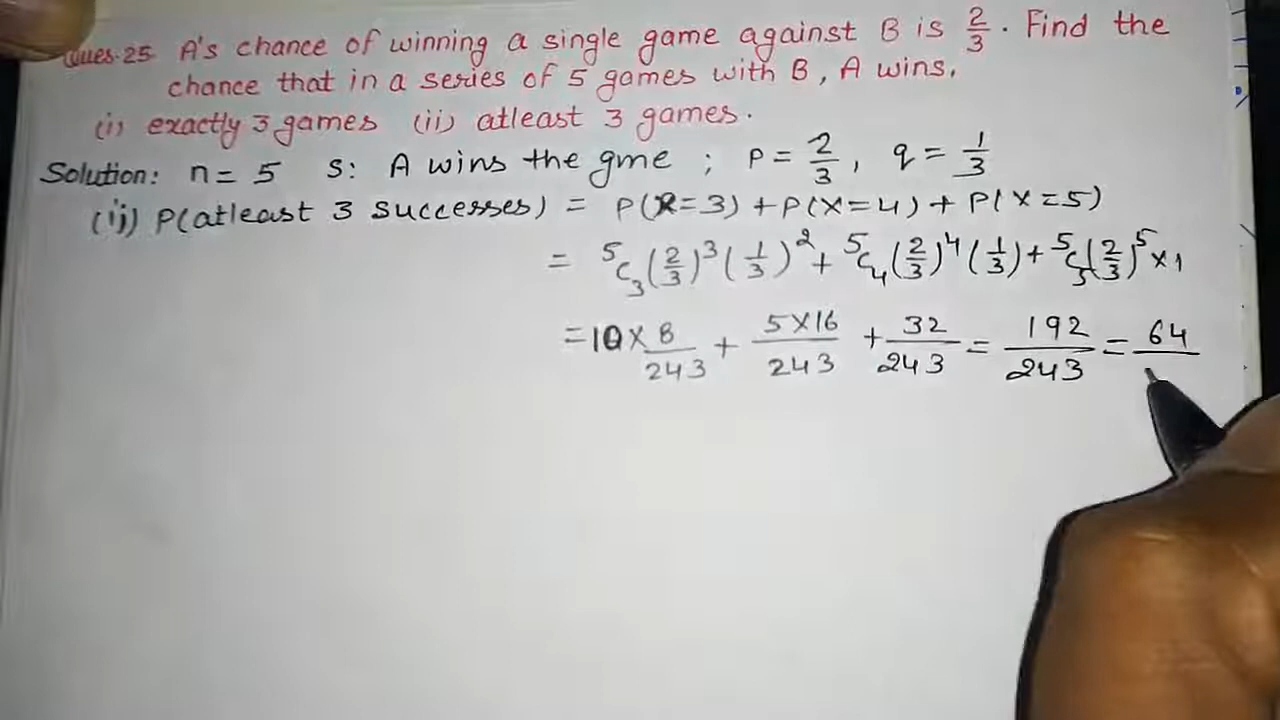 Ques.25 A's chance of winning a single game against B is 2/3. Find the
chance that in a series of 5 games with B, A wins,
(i) exactly 3 games (ii) atleast 3 games.
Solution: n = 5 S: A wins the gme ; p = 2/3, q = 1/3
(ii) P(atleast 3 successes) = P(X=3) + P(X=4) + P(X=5)
= ⁵C₃(2/3)³(1/3)² + ⁵C₄(2/3)⁴(1/3) + ⁵C₅(2/3)⁵×1
= 10 × 8/243 + 5×16/243 + 32/243 = 192/243 = 64/